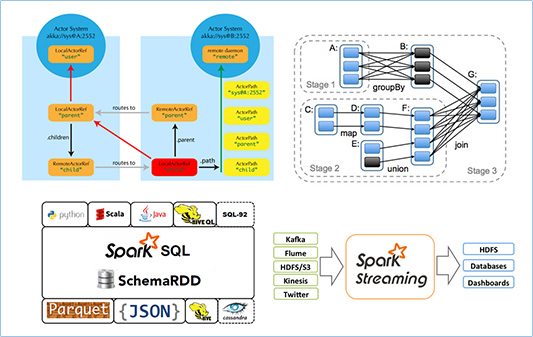 Actor System
akka://sys@A:2552
Actor System
akka://sys@B:2552
LocalActorRef
"user"
remote daemon
"remote"
ActorPath
"sys@A:2552"
LocalActorRef
"parent"
routes to
RemoteActorRef
"parent"
ActorPath
"user"
ActorPath
"parent"
.children
.parent
RemoteActorRef
"child"
routes to
.path
ActorPath
"child"
A:
B:
G:
Stage 1
groupBy
C:
D:
F:
map
E:
join
Stage 2
union
Stage 3
python
Scala
Java
HIVE QL
SQL-92
Spark SQL
SchemaRDD
Parquet
{JSON}
HIVE
cassandra
Kafka
Flume
HDFS/S3
Kinesis
Twitter
Spark
Streaming
HDFS
Databases
Dashboards